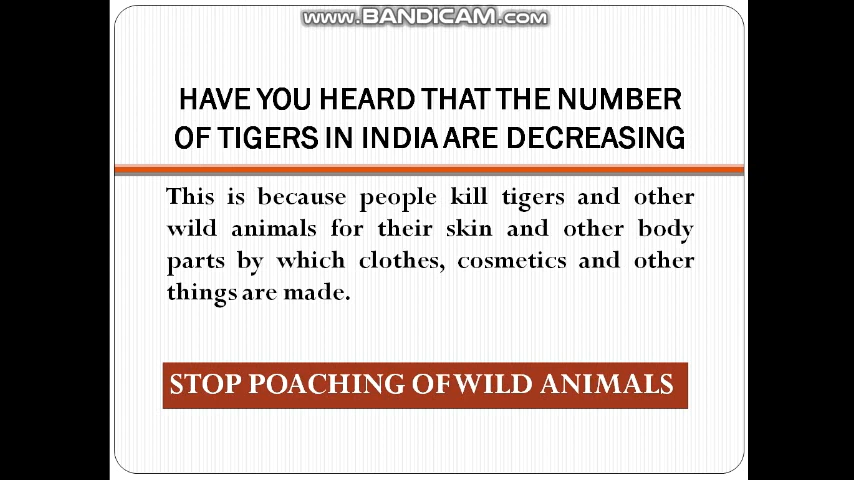 www.BANDICAM.com
HAVE YOU HEARD THAT THE NUMBER
OF TIGERS IN INDIA ARE DECREASING
This is because people kill tigers and other
wild animals for their skin and other body
parts by which clothes, cosmetics and other
things are made.
STOP POACHING OF WILD ANIMALS